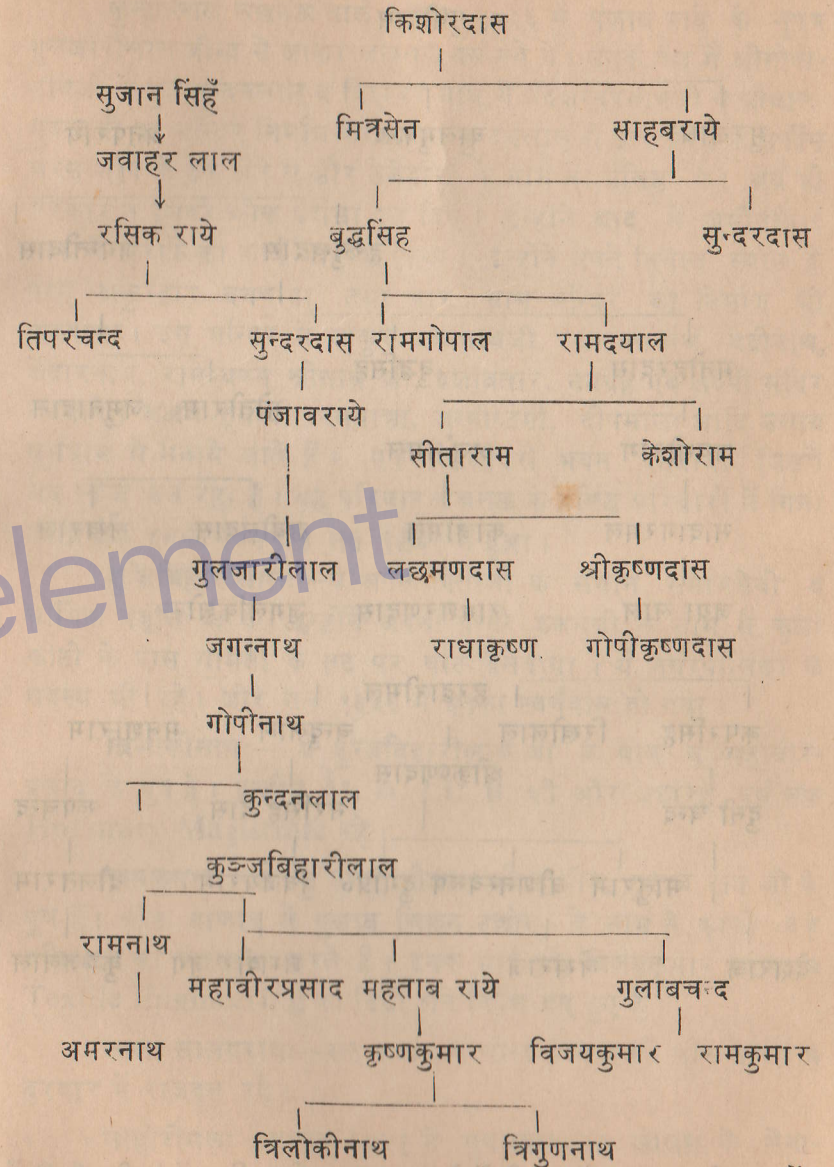 किशोरदास
सुजान सिंहँ
मित्रसेन साहबराये
जवाहर लाल
रसिक राये बुद्धसिंह सुन्दरदास
तिपरचन्द सुन्दरदास रामगोपाल रामदयाल
पंजावराये
सीताराम केशोराम
गुलजारीलाल लछमणदास श्रीकृष्णदास
जगन्नाथ राधाकृष्ण गोपीकृष्णदास
गोपीनाथ
कुन्दनलाल
कुञ्जबिहारीलाल
रामनाथ
महावीरप्रसाद महताब राये गुलाबचन्द
अमरनाथ कृष्णकुमार विजयकुमार रामकुमार
त्रिलोकीनाथ त्रिगुणनाथ
element